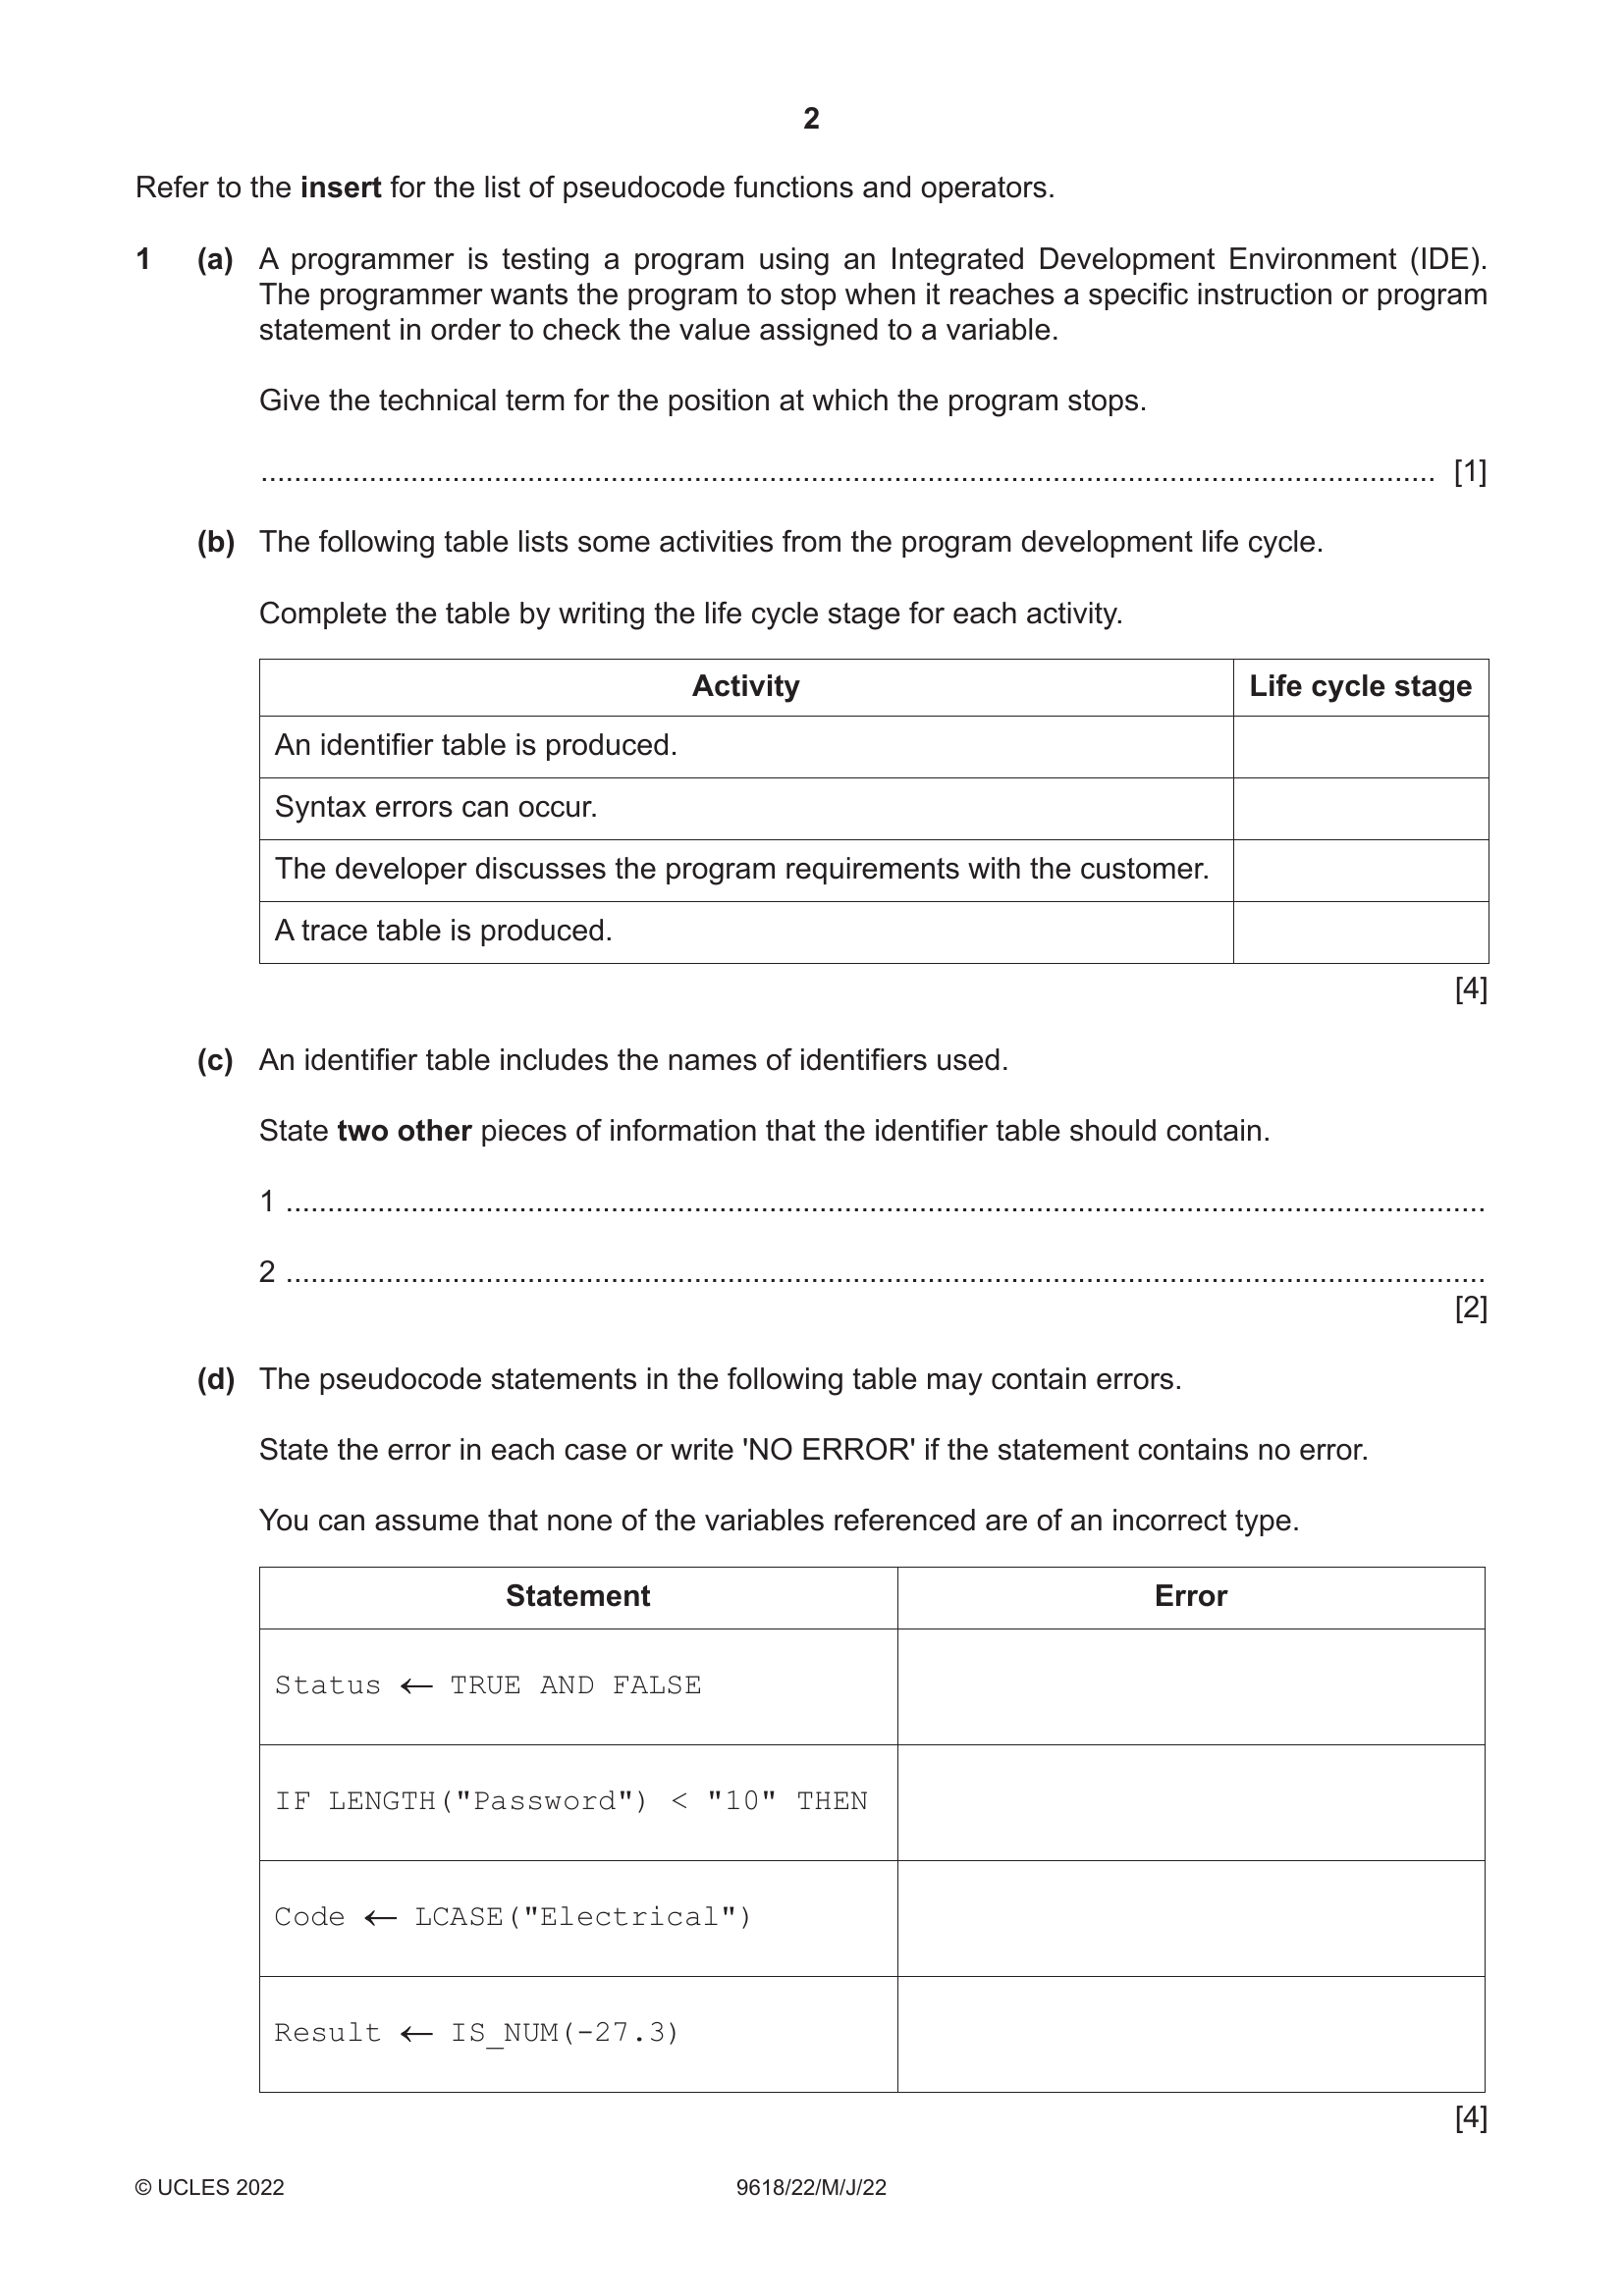 2
Refer to the insert for the list of pseudocode functions and operators.
1 (a) A programmer is testing a program using an Integrated Development Environment (IDE).
The programmer wants the program to stop when it reaches a specific instruction or program
statement in order to check the value assigned to a variable.
Give the technical term for the position at which the program stops.
.................................................................................................................................................. [1]
(b) The following table lists some activities from the program development life cycle.
Complete the table by writing the life cycle stage for each activity.
Activity Life cycle stage
An identifier table is produced.
Syntax errors can occur.
The developer discusses the program requirements with the customer.
A trace table is produced.
[4]
(c) An identifier table includes the names of identifiers used.
State two other pieces of information that the identifier table should contain.
1 ..................................................................................................................................................
2 ..................................................................................................................................................
[2]
(d) The pseudocode statements in the following table may contain errors.
State the error in each case or write 'NO ERROR' if the statement contains no error.
You can assume that none of the variables referenced are of an incorrect type.
Statement Error
Status ← TRUE AND FALSE
IF LENGTH("Password") < "10" THEN
Code ← LCASE("Electrical")
Result ← IS_NUM(-27.3)
[4]
© UCLES 2022 9618/22/M/J/22